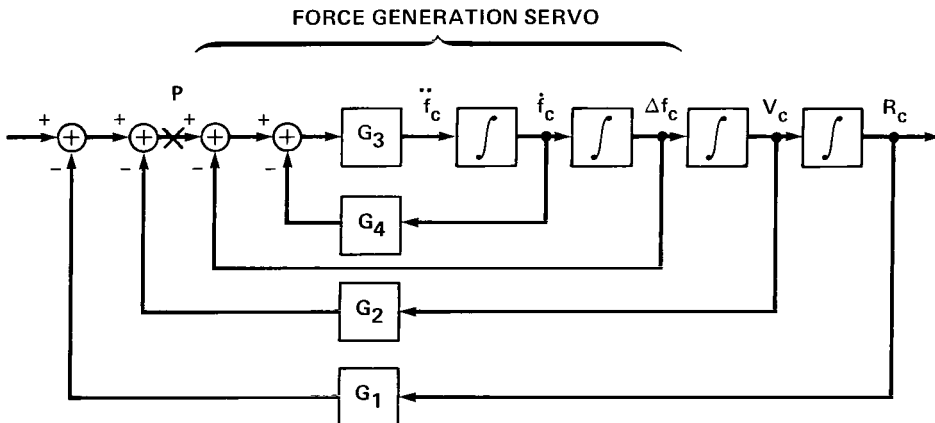 FORCE GENERATION SERVO
P f̈c ḟc Δfc Vc Rc
+ + + + + + + +
G3 ∫ ∫ ∫ ∫
− − − −
G4
G2
G1